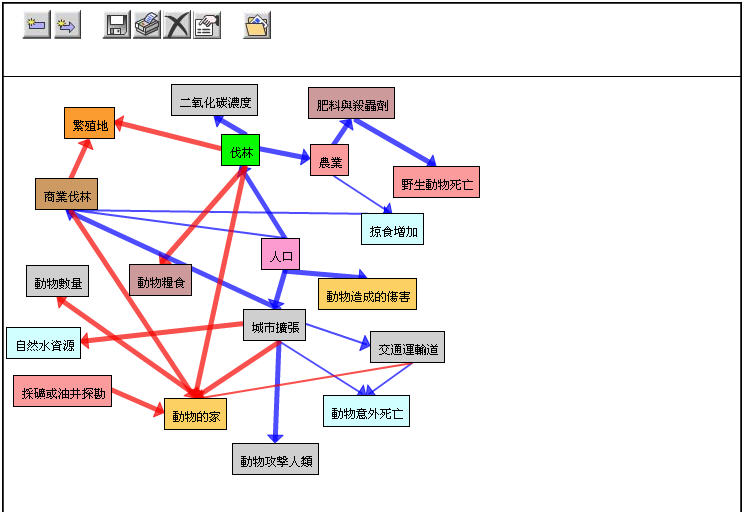 二氧化碳濃度
肥料與殺蟲劑
繁殖地
伐林
農業
野生動物死亡
商業伐林
掠食增加
人口
動物數量
動物糧食
動物造成的傷害
城市擴張
自然水資源
交通運輸道
採礦或油井探勘
動物的家
動物意外死亡
動物攻擊人類